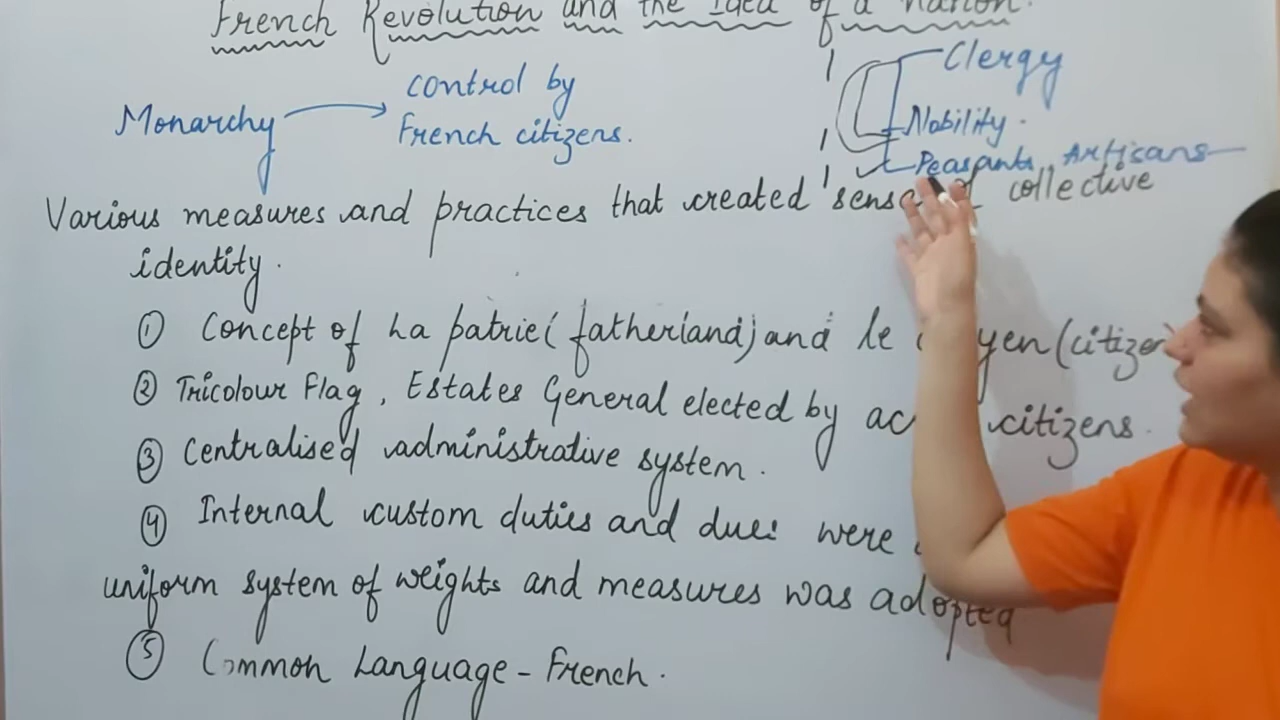 French Revolution and the Idea of a nation.
Monarchy
control by
French citizens.
Clergy
Nobility.
Peasants, Artisans
Various measures and practices that created sense of collective
identity.
① Concept of La patrie (fatherland) and le citoyen (citizen)
② Tricolour Flag, Estates General elected by citizens.
③ Centralised administrative system.
④ Internal custom duties and dues were
uniform system of weights and measures was adopted
⑤ Common Language - French.